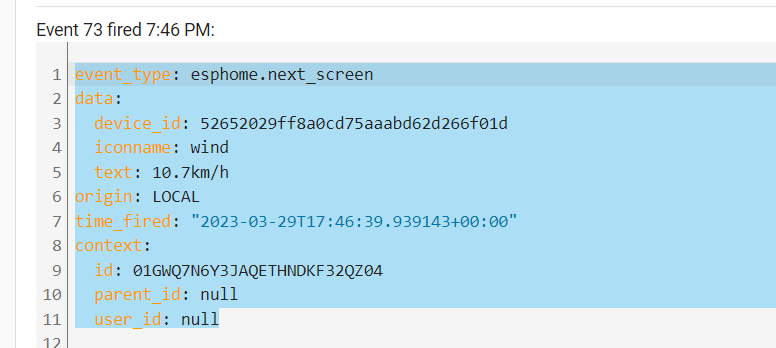 Event 73 fired 7:46 PM:
1 event_type: esphome.next_screen
2 data:
3   device_id: 52652029ff8a0cd75aaabd62d266f01d
4   iconname: wind
5   text: 10.7km/h
6 origin: LOCAL
7 time_fired: "2023-03-29T17:46:39.939143+00:00"
8 context:
9   id: 01GWQ7N6Y3JAQETHNDKF32QZ04
10   parent_id: null
11   user_id: null
12